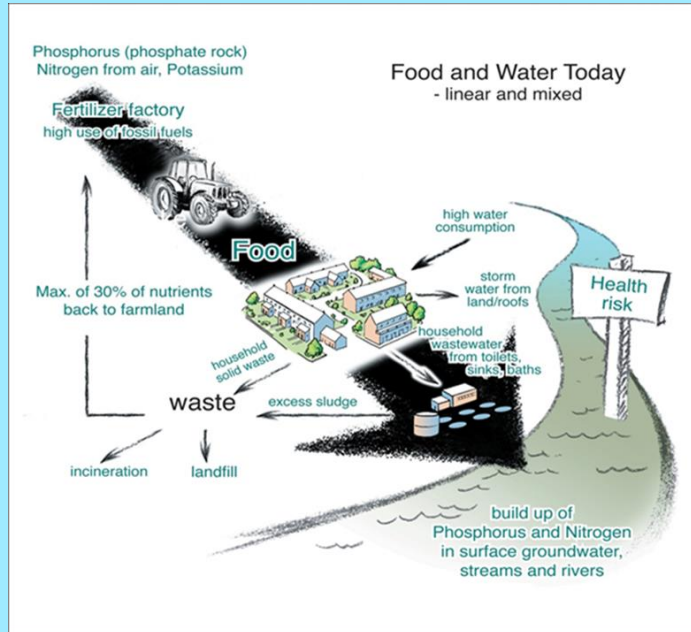 Phosphorus (phosphate rock)
Nitrogen from air, Potassium
Food and Water Today
- linear and mixed
Fertilizer factory
high use of fossil fuels
Food
high water
consumption
storm
water from
land/roofs
Health
risk
Max. of 30% of nutrients
back to farmland
household
wastewater
from toilets,
sinks, baths
household
solid waste
waste
excess sludge
incineration
landfill
build up of
Phosphorus and Nitrogen
in surface groundwater,
streams and rivers